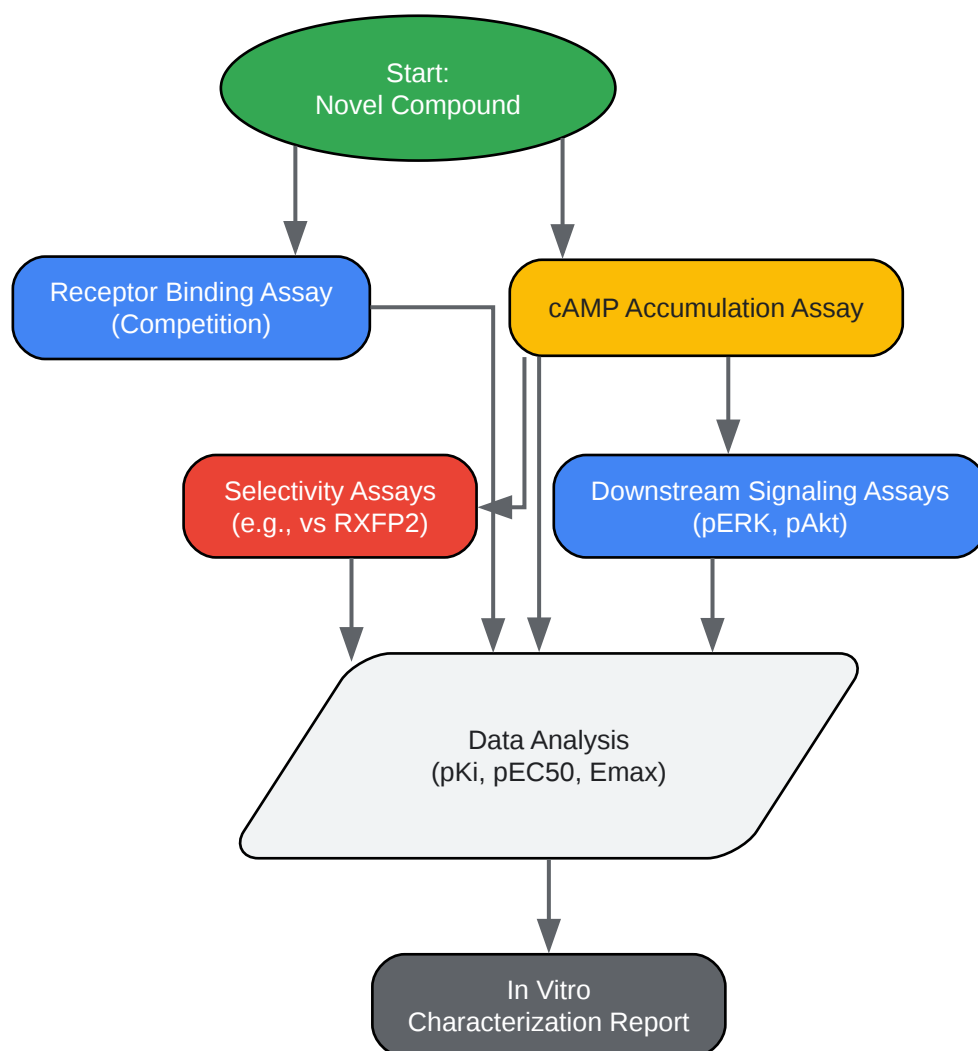 Start:
Novel Compound
Receptor Binding Assay
(Competition)
cAMP Accumulation Assay
Selectivity Assays
(e.g., vs RXFP2)
Downstream Signaling Assays
(pERK, pAkt)
Data Analysis
(pKi, pEC50, Emax)
In Vitro
Characterization Report